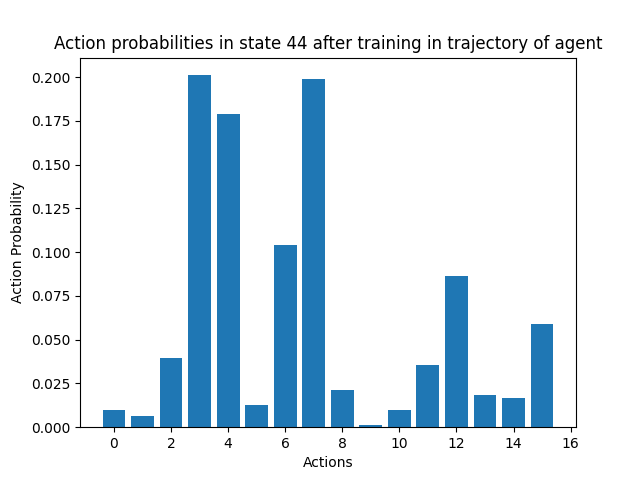 Action probabilities in state 44 after training in trajectory of agent
0.200
0.175
0.150
0.125
0.100
0.075
0.050
0.025
0.000
Action Probability
0 2 4 6 8 10 12 14 16
Actions